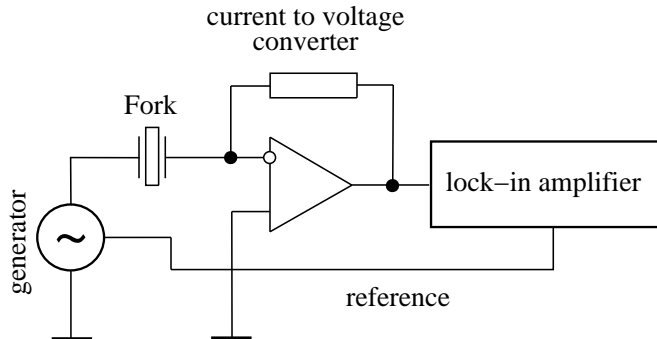 current to voltage
converter
Fork
lock−in amplifier
generator
~
reference